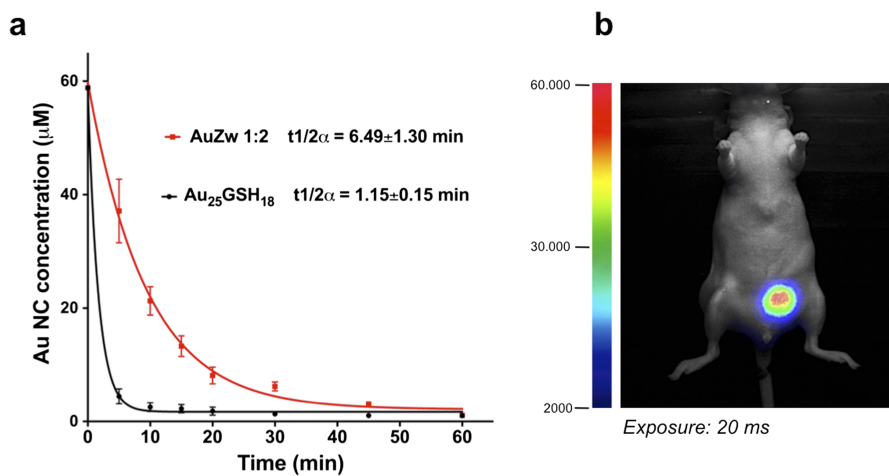 a
b
60
40
20
0
Au NC concentration (µM)
AuZw 1:2 t1/2α = 6.49±1.30 min
Au₂₅GSH₁₈ t1/2α = 1.15±0.15 min
0 10 20 30 40 50 60
Time (min)
60.000
30.000
2000
Exposure: 20 ms